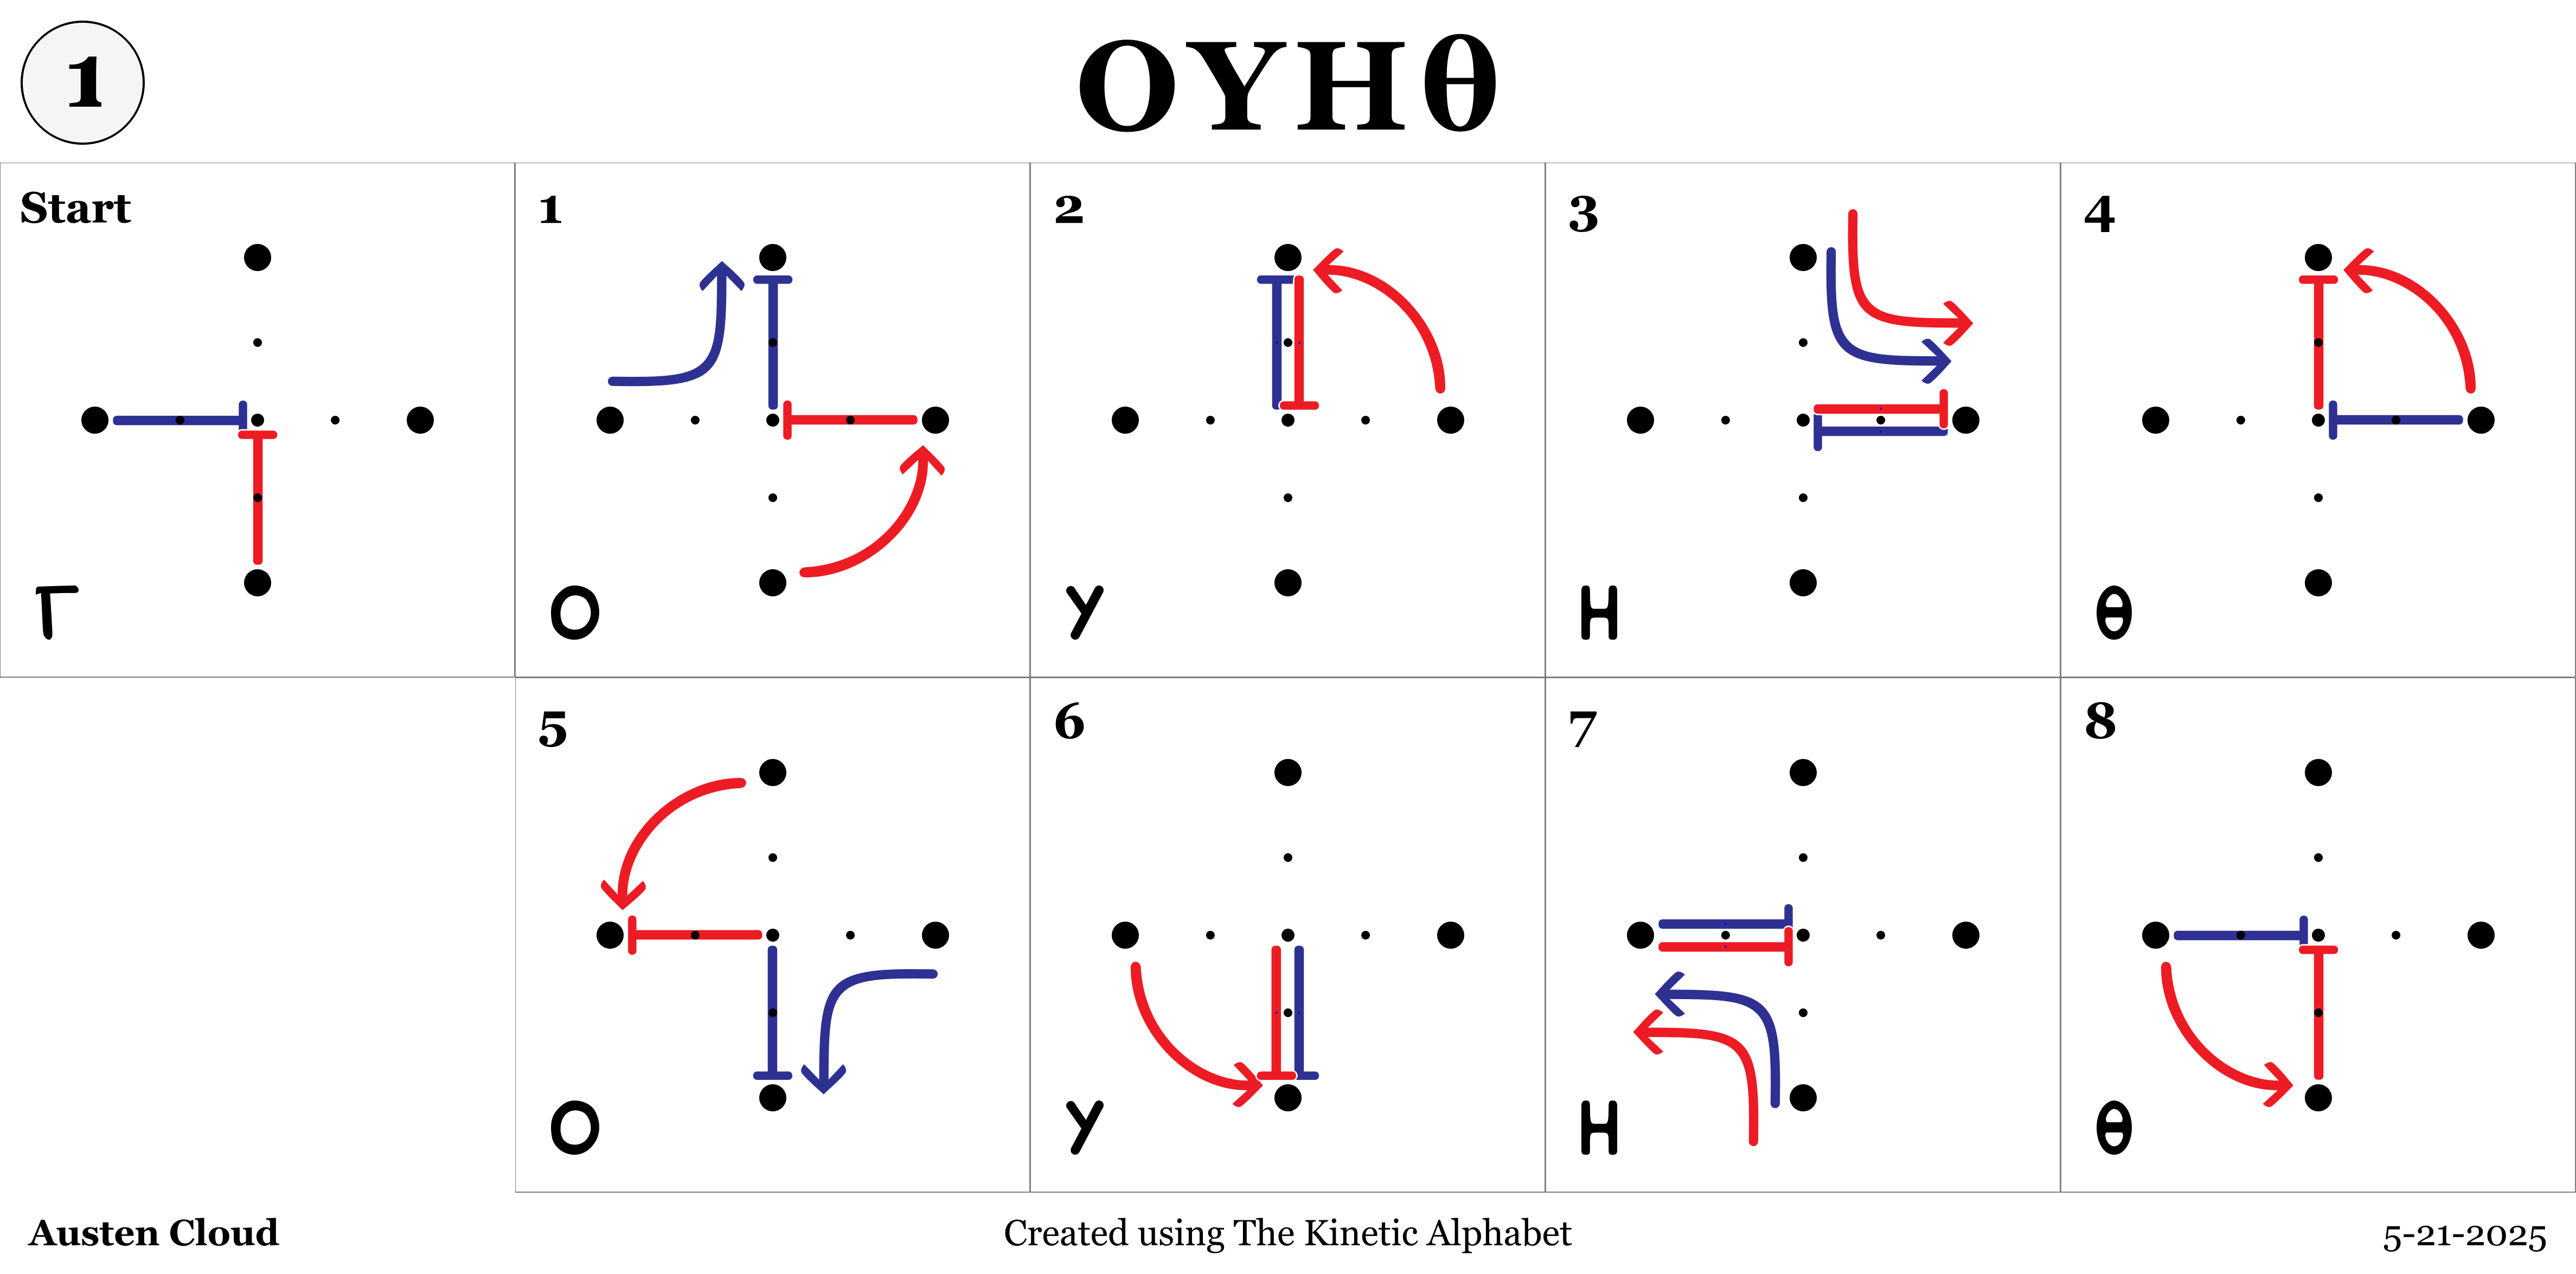 1
OYHθ
Start
1
2
3
4
Γ
O
Y
H
θ
5
6
7
8
O
Y
H
θ
Austen Cloud
Created using The Kinetic Alphabet
5-21-2025